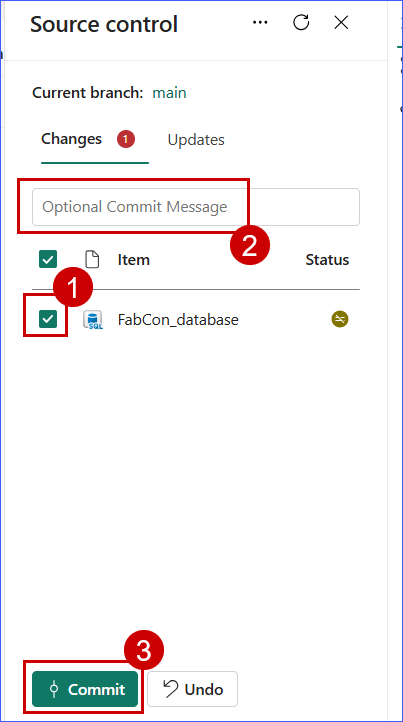 Source control
Current branch: main
Changes 1 Updates
Optional Commit Message
2
Item Status
1
SQL FabCon_database
3
Commit Undo